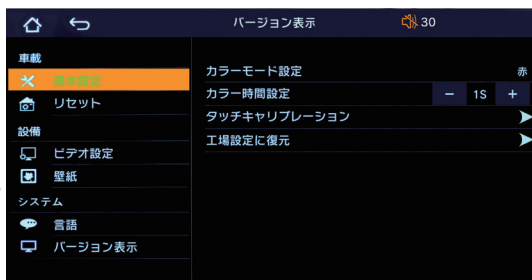 バージョン表示 30
車載
基本設定
リセット
設備
ビデオ設定
壁紙
システム
言語
バージョン表示
カラーモード設定 赤
カラー時間設定 － 1S ＋
タッチキャリプレーション
工場設定に復元